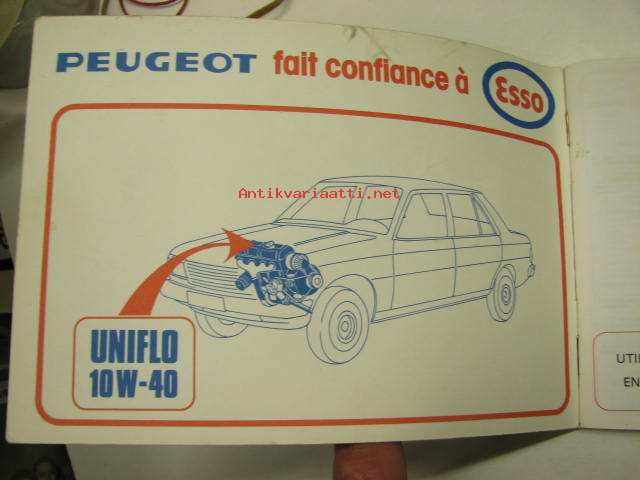 PEUGEOT fait confiance à Esso
Antikvariaatti.net
UNIFLO
10W-40
UTI
EN